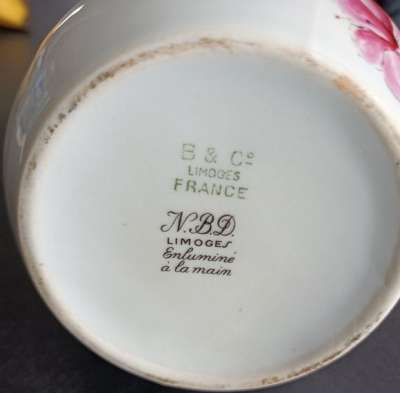 B & Cº
LIMOGES
FRANCE
N.B.D.
LIMOGES
Enluminé
à la main